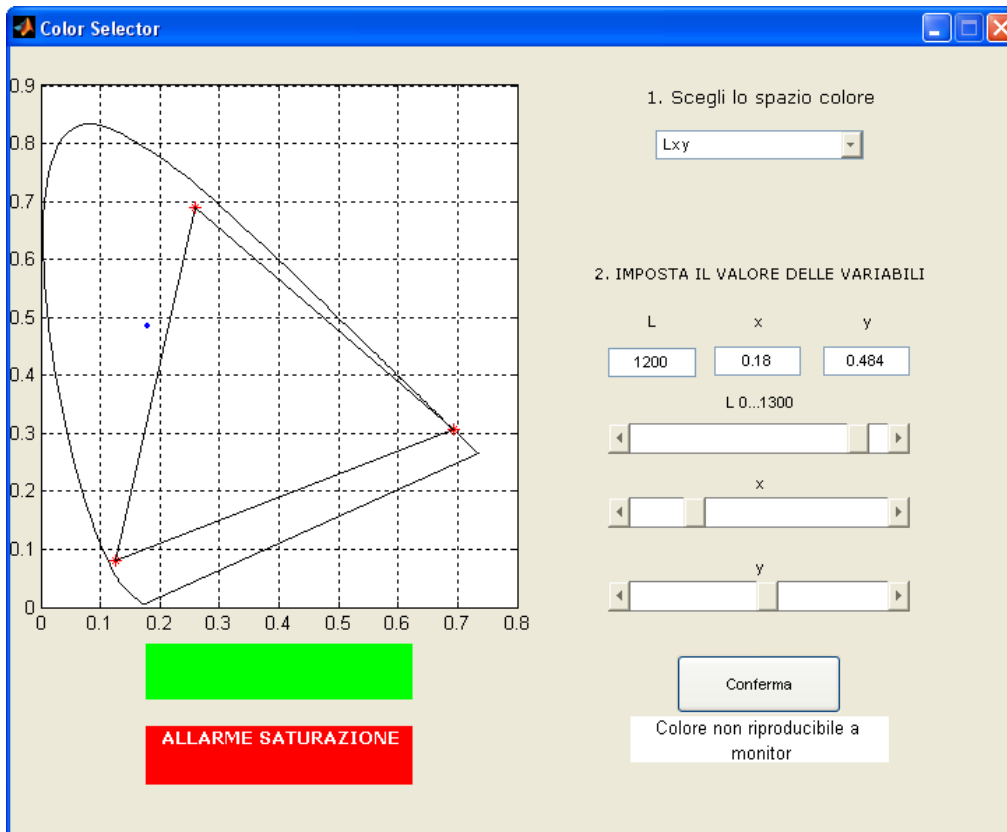 Color Selector
0.9
0.8
0.7
0.6
0.5
0.4
0.3
0.2
0.1
0
0 0.1 0.2 0.3 0.4 0.5 0.6 0.7 0.8
ALLARME SATURAZIONE
1. Scegli lo spazio colore
Lxy
2. IMPOSTA IL VALORE DELLE VARIABILI
L x y
1200 0.18 0.484
L 0...1300
x
y
Conferma
Colore non riproducibile a
monitor